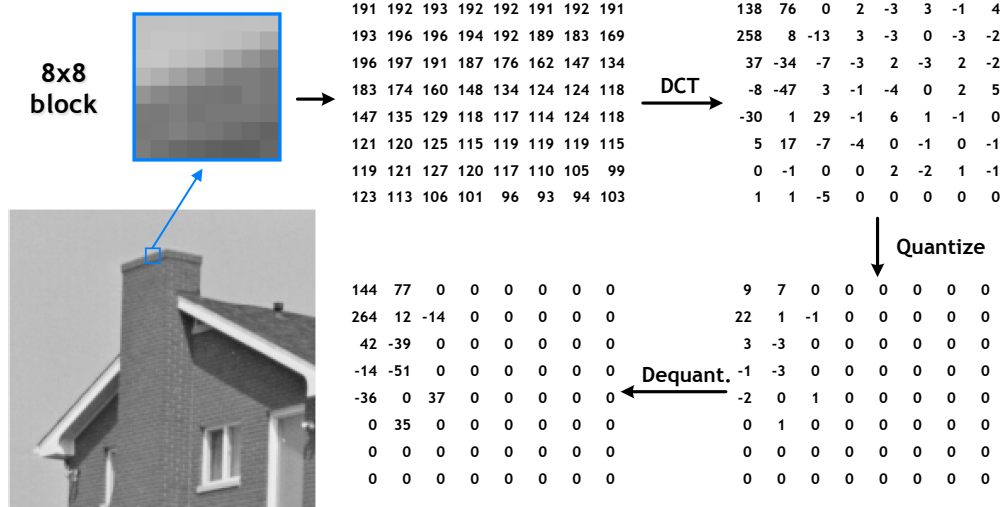 191 192 193 192 192 191 192 191
193 196 196 194 192 189 183 169
196 197 191 187 176 162 147 134
183 174 160 148 134 124 124 118
147 135 129 118 117 114 124 118
121 120 125 115 119 119 119 115
119 121 127 120 117 110 105 99
123 113 106 101 96 93 94 103
138 76 0 2 -3 3 -1 4
258 8 -13 3 -3 0 -3 -2
37 -34 -7 -3 2 -3 2 -2
-8 -47 3 -1 -4 0 2 5
-30 1 29 -1 6 1 -1 0
5 17 -7 -4 0 -1 0 -1
0 -1 0 0 2 -2 1 -1
1 1 -5 0 0 0 0 0
8x8
block
DCT
Quantize
144 77 0 0 0 0 0 0
264 12 -14 0 0 0 0 0
42 -39 0 0 0 0 0 0
-14 -51 0 0 0 0 0 0
-36 0 37 0 0 0 0 0
0 35 0 0 0 0 0 0
0 0 0 0 0 0 0 0
0 0 0 0 0 0 0 0
Dequant.
9 7 0 0 0 0 0 0
22 1 -1 0 0 0 0 0
3 -3 0 0 0 0 0 0
-1 -3 0 0 0 0 0 0
-2 0 1 0 0 0 0 0
0 1 0 0 0 0 0 0
0 0 0 0 0 0 0 0
0 0 0 0 0 0 0 0